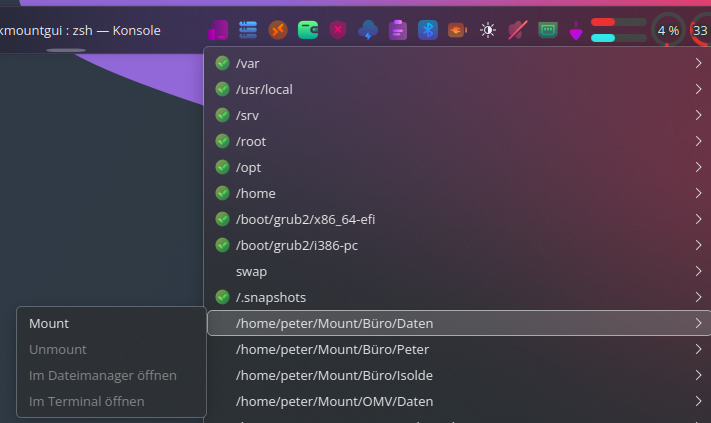 kmountgui : zsh — Konsole
4 %
33
/var
/usr/local
/srv
/root
/opt
/home
/boot/grub2/x86_64-efi
/boot/grub2/i386-pc
swap
/.snapshots
/home/peter/Mount/Büro/Daten
/home/peter/Mount/Büro/Peter
/home/peter/Mount/Büro/Isolde
/home/peter/Mount/OMV/Daten
Mount
Unmount
Im Dateimanager öffnen
Im Terminal öffnen